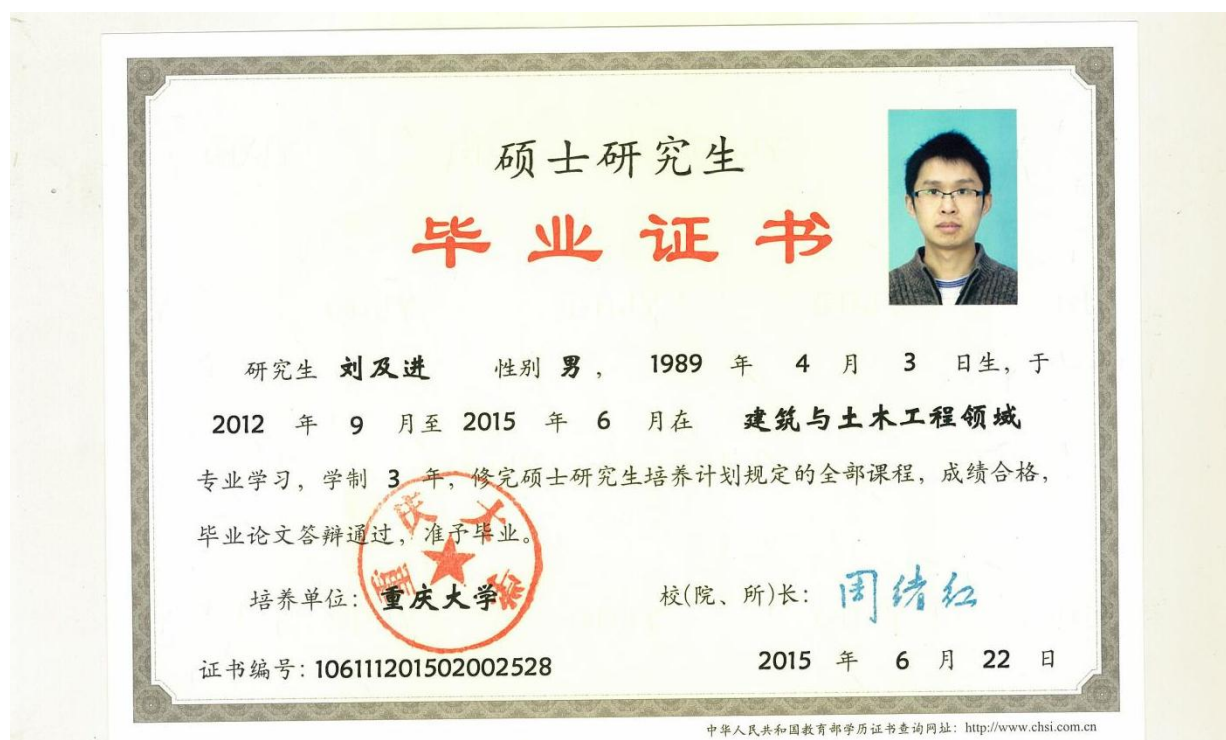 硕士研究生
毕业证书
研究生 刘及进 性别 男， 1989 年 4 月 3 日生，于
2012 年 9 月至 2015 年 6 月在 建筑与土木工程领域
专业学习，学制 3 年，修完硕士研究生培养计划规定的全部课程，成绩合格，
毕业论文答辩通过，准予毕业。
重庆大学
培养单位：重庆大学 校(院、所)长：周绪红
证书编号：106111201502002528 2015 年 6 月 22 日
中华人民共和国教育部学历证书查询网址：http://www.chsi.com.cn